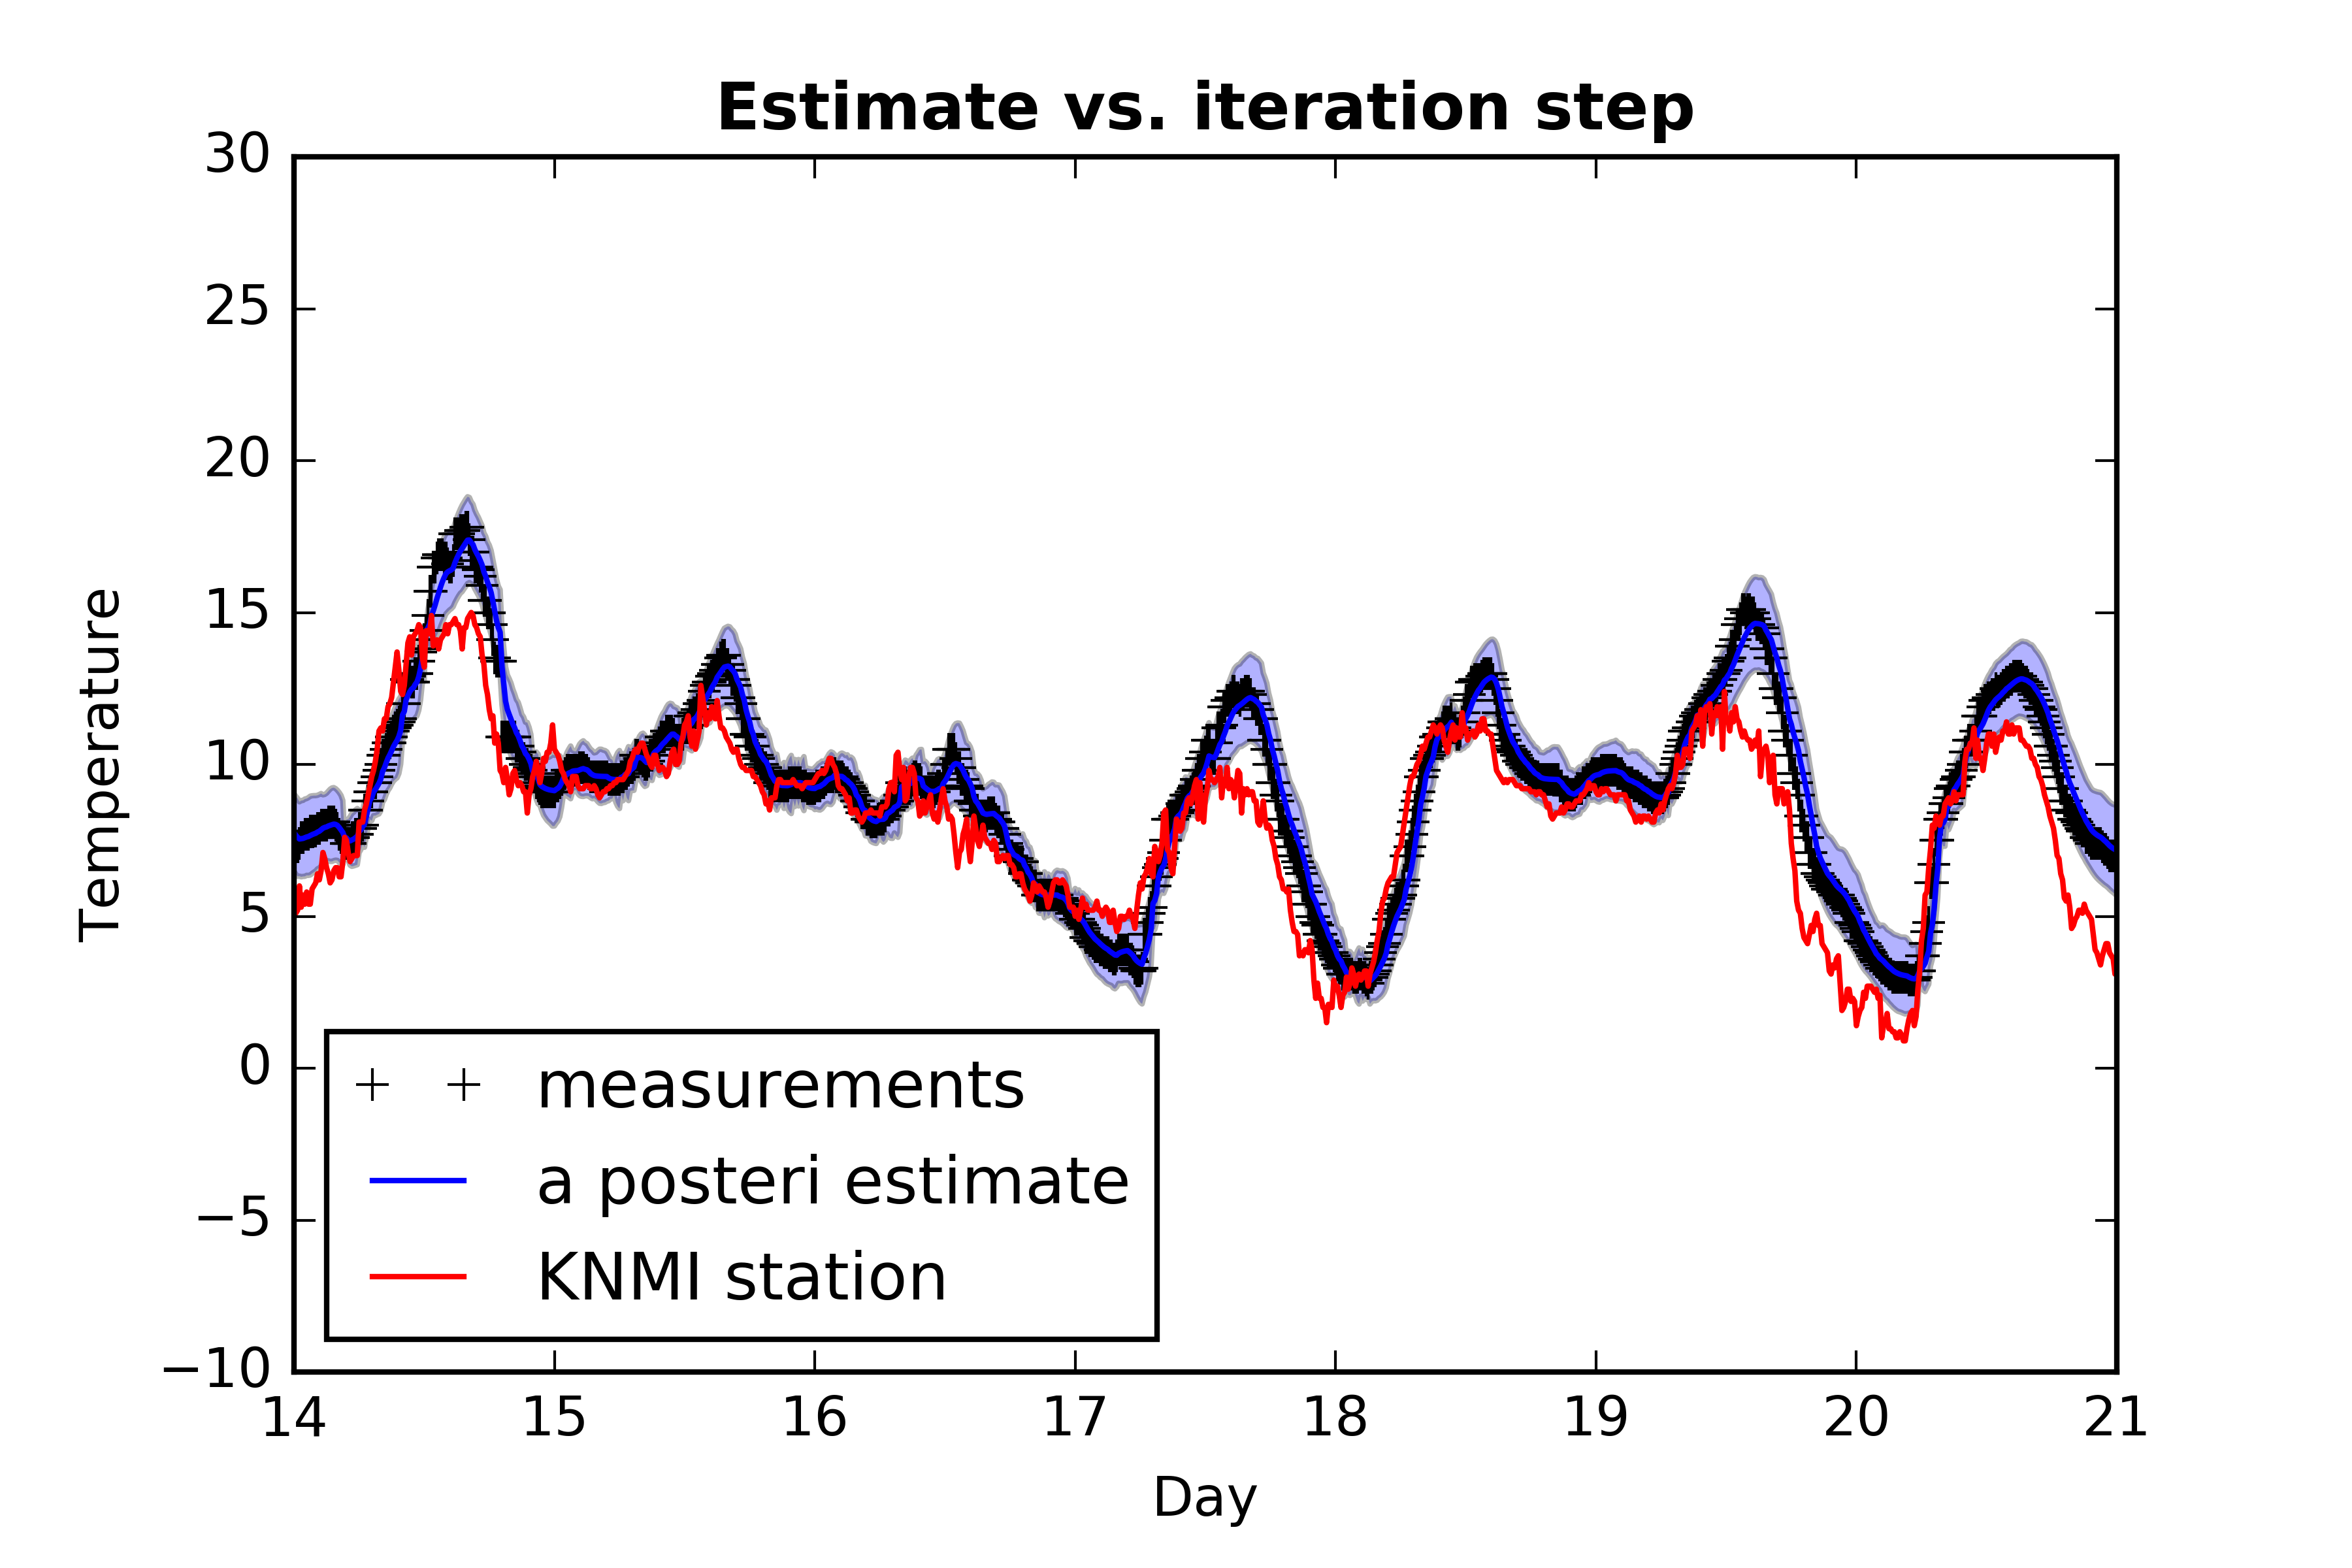 Estimate vs. iteration step
30
25
20
15
10
5
0
−5
−10
Temperature
measurements
a posteri estimate
KNMI station
14 15 16 17 18 19 20 21
Day